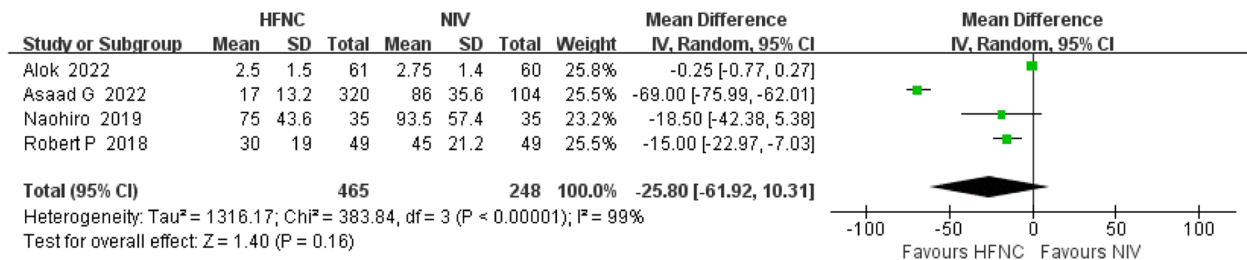 HFNC NIV Mean Difference Mean Difference
Study or Subgroup Mean SD Total Mean SD Total Weight IV, Random, 95% CI IV, Random, 95% CI
Alok 2022 2.5 1.5 61 2.75 1.4 60 25.8% -0.25 [-0.77, 0.27]
Asaad G 2022 17 13.2 320 86 35.6 104 25.5% -69.00 [-75.99, -62.01]
Naohiro 2019 75 43.6 35 93.5 57.4 35 23.2% -18.50 [-42.38, 5.38]
Robert P 2018 30 19 49 45 21.2 49 25.5% -15.00 [-22.97, -7.03]
Total (95% CI) 465 248 100.0% -25.80 [-61.92, 10.31]
Heterogeneity: Tau² = 1316.17; Chi² = 383.84, df = 3 (P < 0.00001); I² = 99%
Test for overall effect: Z = 1.40 (P = 0.16)
-100 -50 0 50 100
Favours HFNC Favours NIV